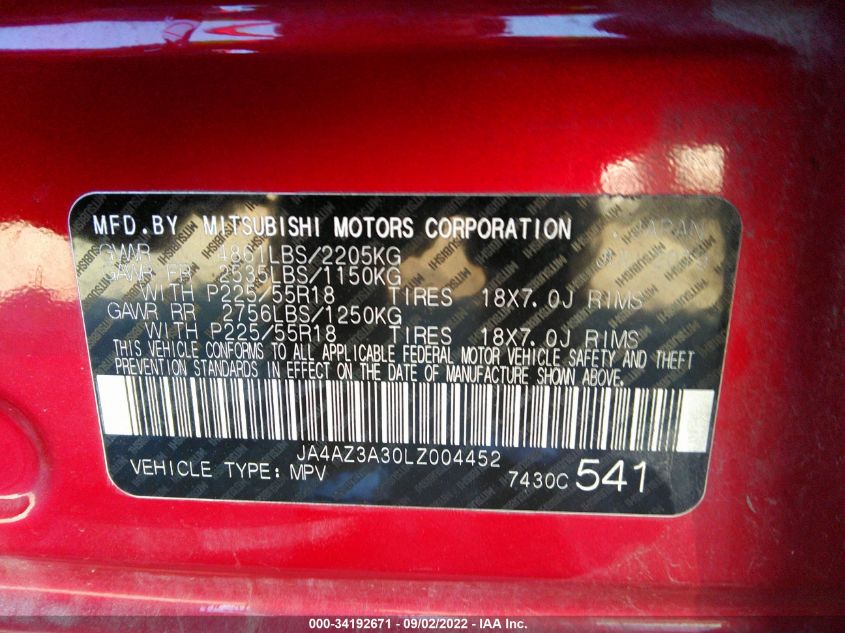 MFD.BY MITSUBISHI MOTORS CORPORATION JAPAN
GVWR 4861LBS/2205KG
GAWR FR 2535LBS/1150KG
WITH P225/55R18 TIRES 18X7.0J RIMS
GAWR RR 2756LBS/1250KG
WITH P225/55R18 TIRES 18X7.0J RIMS
THIS VEHICLE CONFORMS TO ALL APPLICABLE FEDERAL MOTOR VEHICLE SAFETY AND THEFT
PREVENTION STANDARDS IN EFFECT ON THE DATE OF MANUFACTURE SHOWN ABOVE.
JA4AZ3A30LZ004452
VEHICLE TYPE: MPV 7430C 541
000-34192671 - 09/02/2022 - IAA Inc.